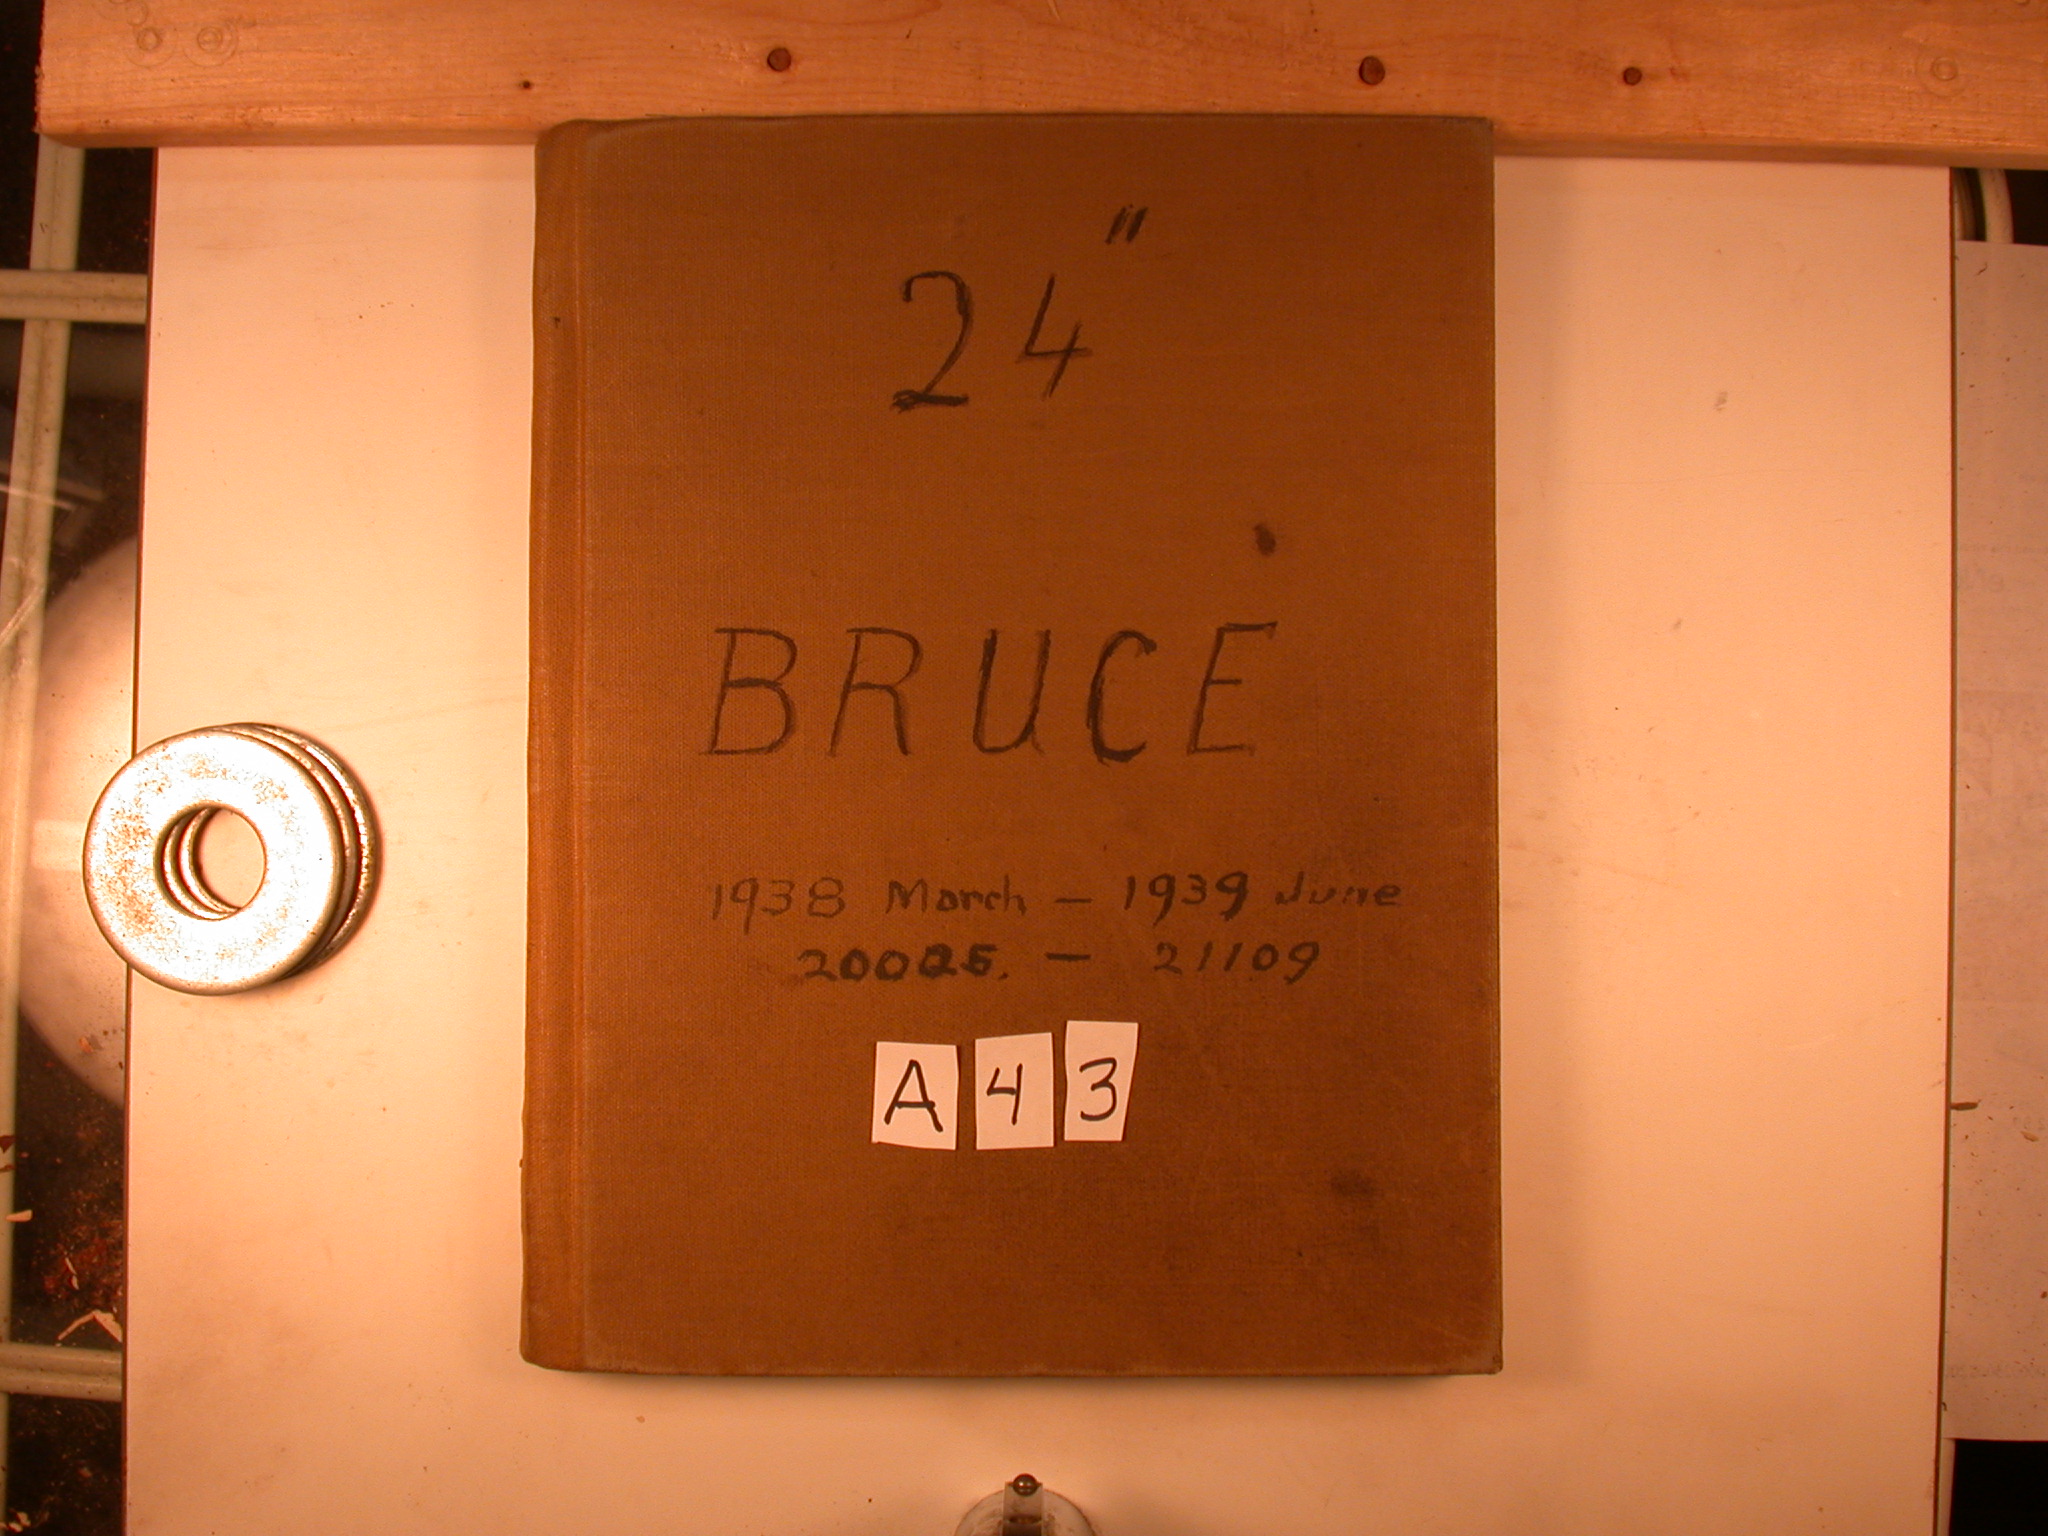 24"
BRUCE
1938 March – 1939 June
20025. – 21109
A43